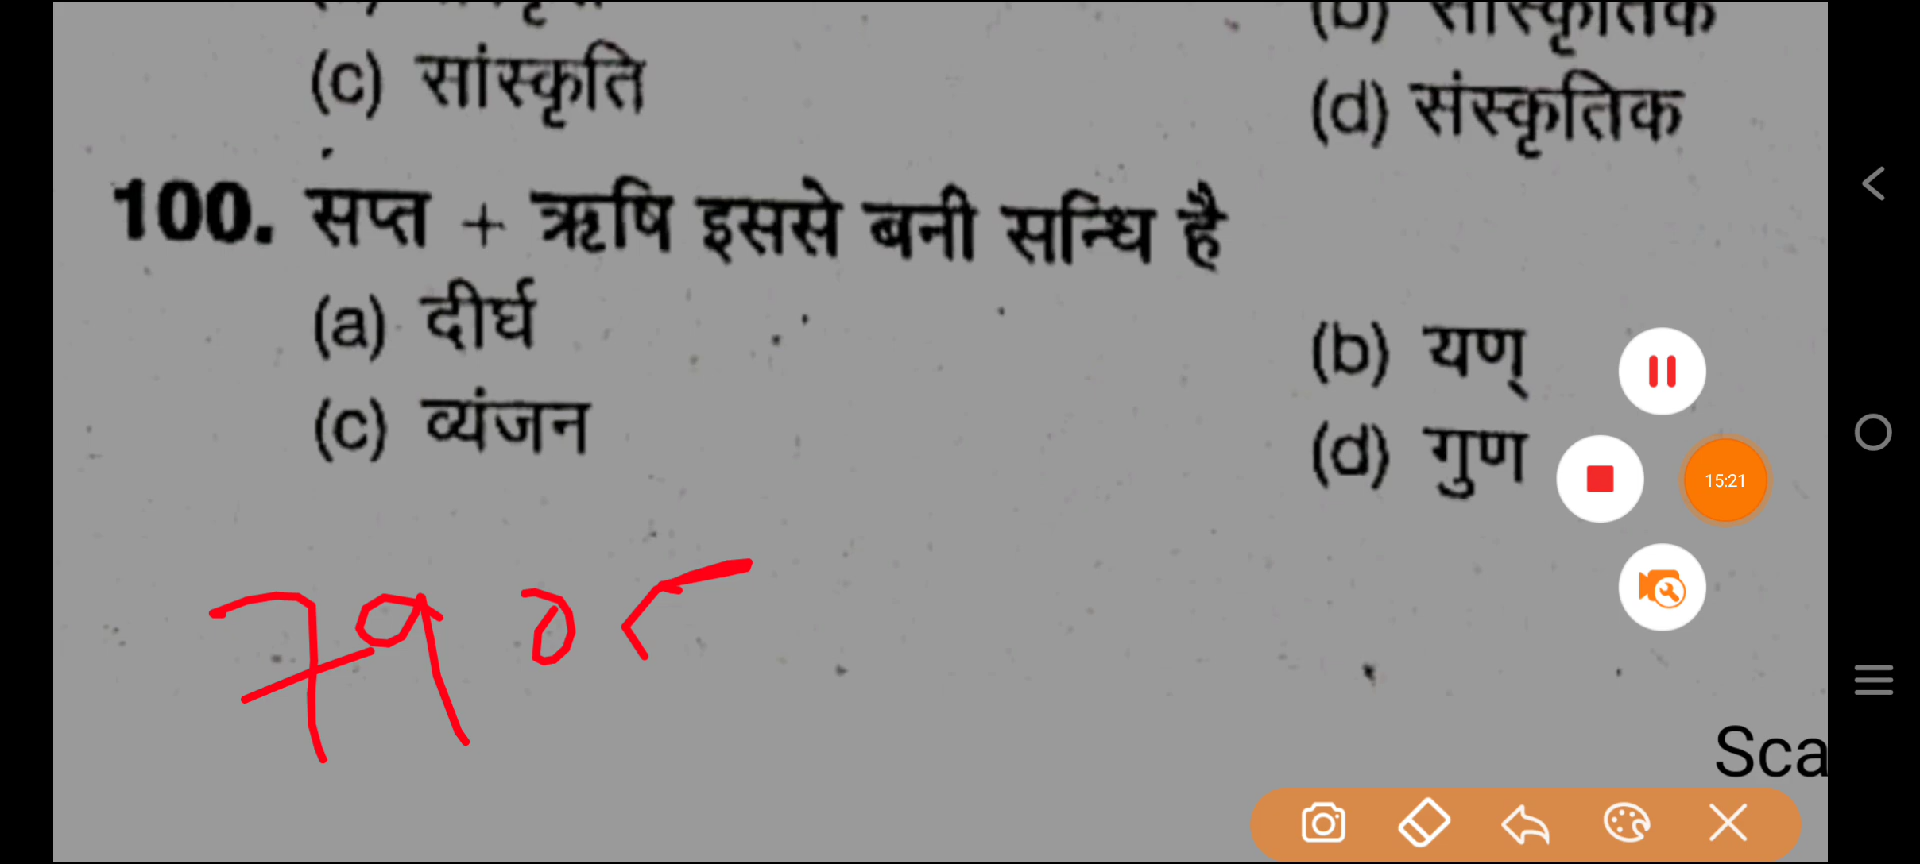 (c) सांस्कृति
(d) संस्कृतिक
100. सप्त + ऋषि इससे बनी सन्धि है
(a) दीर्घ
(b) यण्
(c) व्यंजन
(d) गुण
15:21
Sca